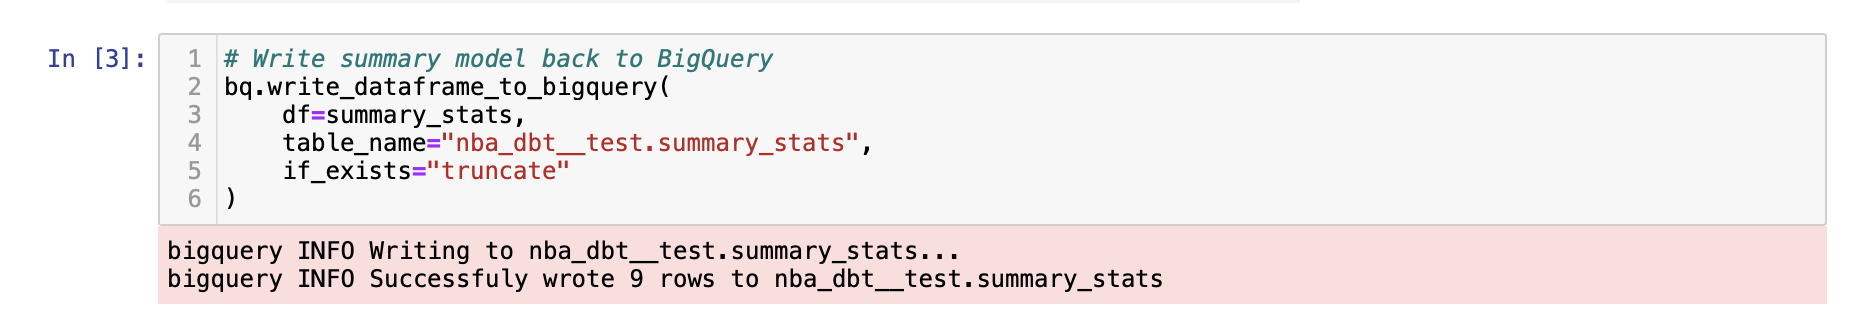 In [3]:
1 # Write summary model back to BigQuery
2 bq.write_dataframe_to_bigquery(
3     df=summary_stats,
4     table_name="nba_dbt__test.summary_stats",
5     if_exists="truncate"
6 )
bigquery INFO Writing to nba_dbt__test.summary_stats...
bigquery INFO Successfuly wrote 9 rows to nba_dbt__test.summary_stats